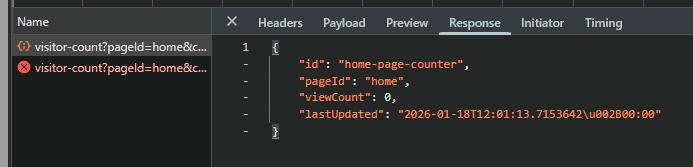 Name
Headers Payload Preview Response Initiator Timing
visitor-count?pageId=home&c...
visitor-count?pageId=home&c...
1 {
- "id": "home-page-counter",
- "pageId": "home",
- "viewCount": 0,
- "lastUpdated": "2026-01-18T12:01:13.7153642\u002B00:00"
- }